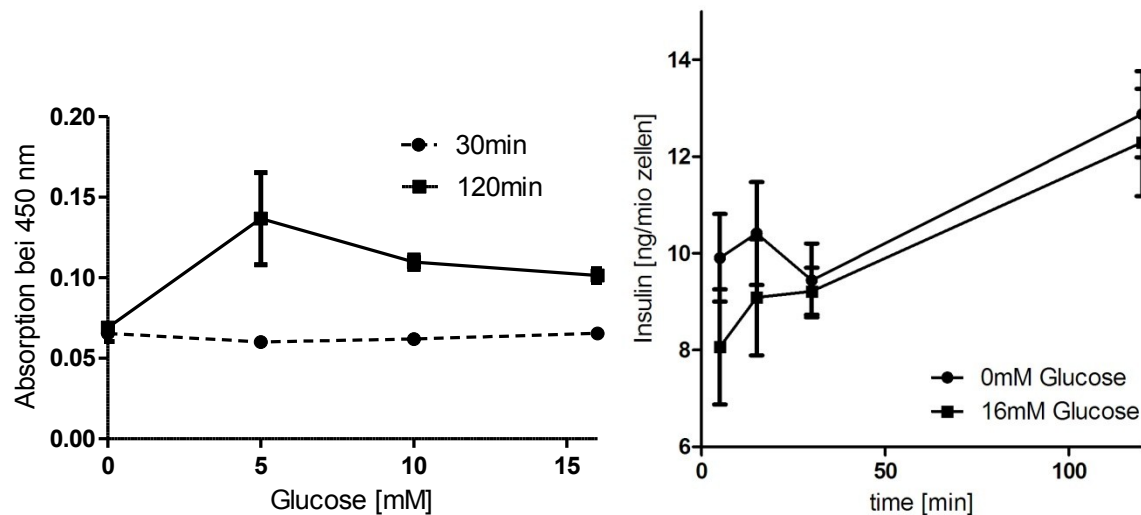 Absorption bei 450 nm
0.20
0.15
0.10
0.05
0.00
30min
120min
0
5
10
15
Glucose [mM]
Insulin [ng/mio zellen]
14
12
10
8
6
0mM Glucose
16mM Glucose
0
50
100
time [min]